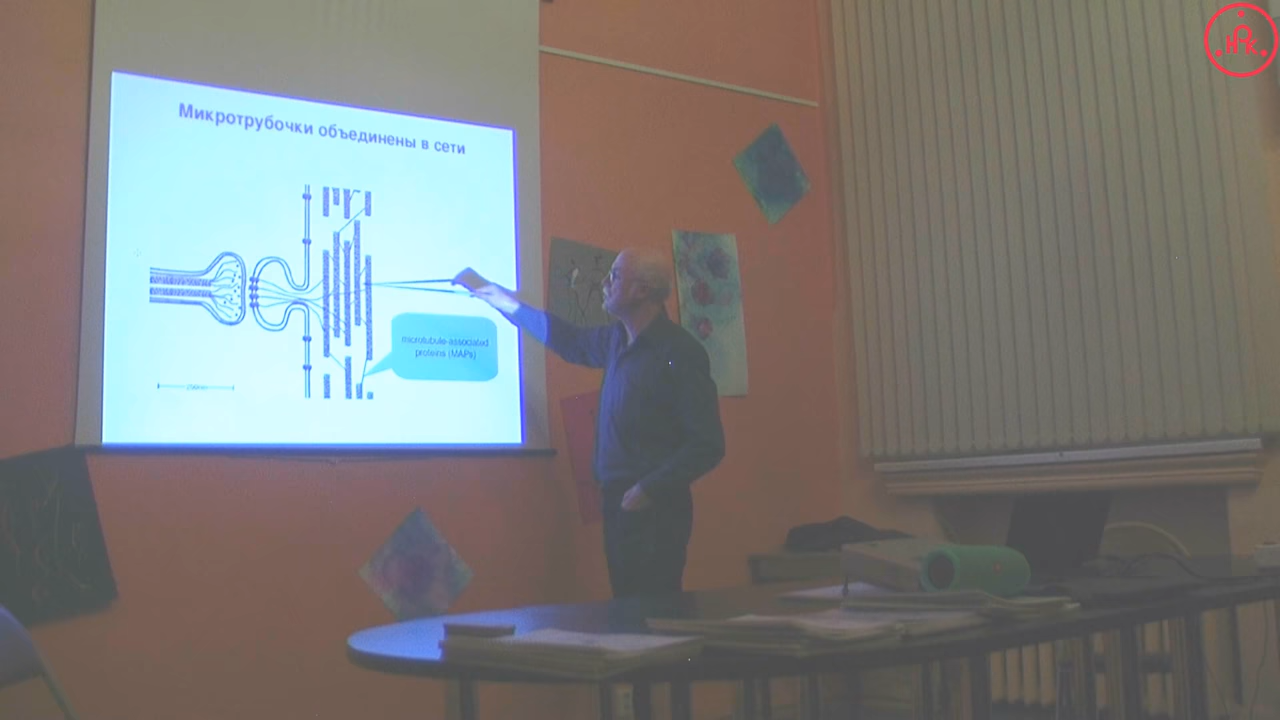 Микротрубочки объединены в сети
microtubule-associated
proteins (MAPs)